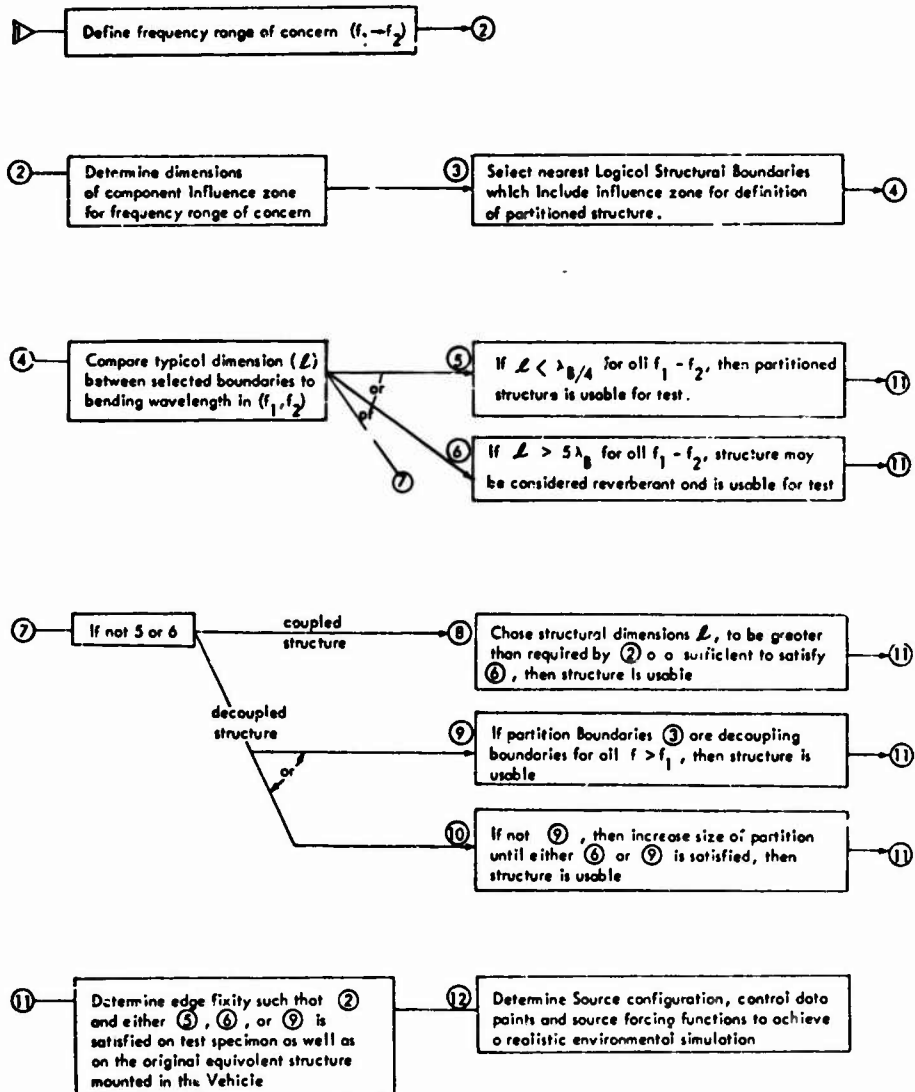 Define frequency range of concern (f₁→f₂)
2
2
Determine dimensions
of component influence zone
for frequency range of concern
3
Select nearest Logical Structural Boundaries
which include influence zone for definition
of partitioned structure.
4
4
Compare typical dimension (ℓ)
between selected boundaries to
bending wavelength in (f₁,f₂)
or
or
7
5
If ℓ < λ_B/4 for all f₁ - f₂, then partitioned
structure is usable for test.
11
6
If ℓ > 5λ_B for all f₁ - f₂, structure may
be considered reverberant and is usable for test
11
7
If not 5 or 6
coupled
structure
8
Chose structural dimensions ℓ, to be greater
than required by 2 sufficient to satisfy
6, then structure is usable
11
decoupled
structure
or
9
If partition Boundaries 3 are decoupling
boundaries for all f > f₁, then structure is
usable
11
10
If not 9, then increase size of partition
until either 6 or 9 is satisfied, then
structure is usable
11
11
Determine edge fixity such that 2
and either 5, 6, or 9 is
satisfied on test specimen as well as
on the original equivalent structure
mounted in the Vehicle
12
Determine Source configuration, control data
points and source forcing functions to achieve
a realistic environmental simulation